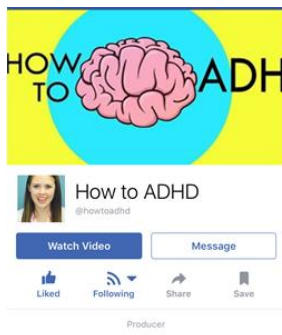 HOW ADH
TO
How to ADHD
@howtoadhd
Watch Video Message
Liked Following Share Save
Producer